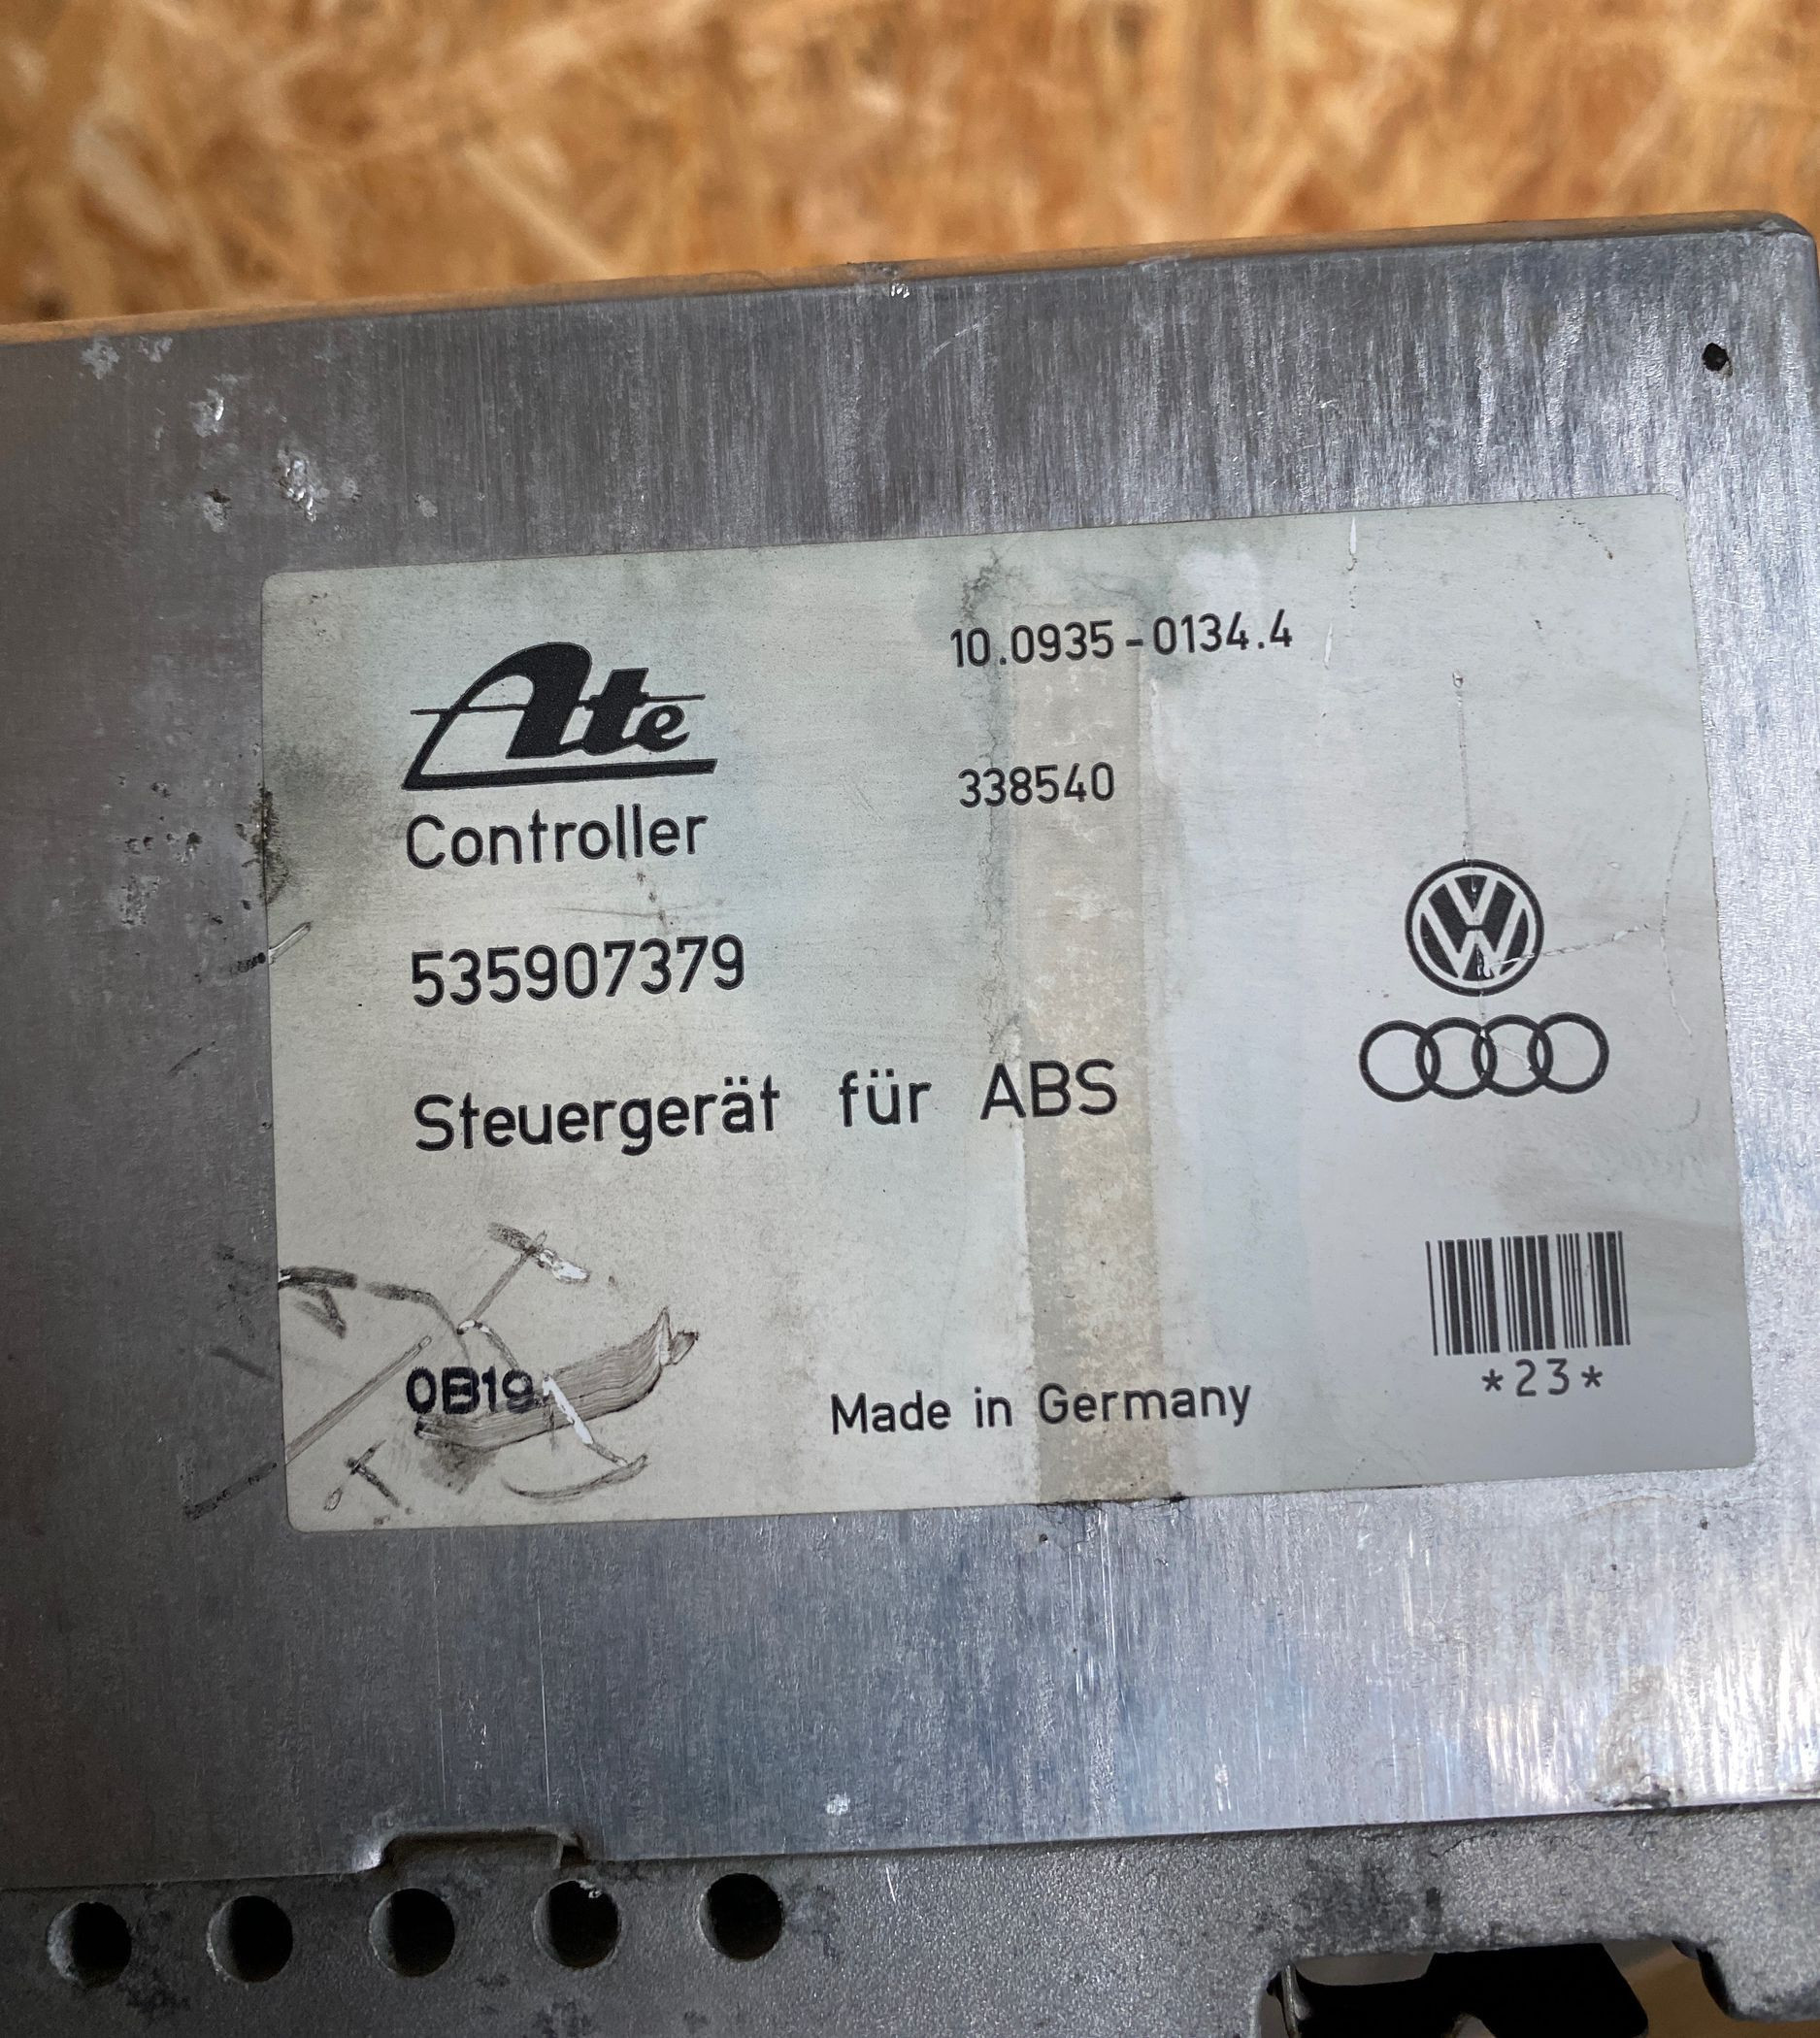 Ate
10.0935-0134.4
Controller
338540
535907379
Steuergerät für ABS
0B19
Made in Germany
*23*